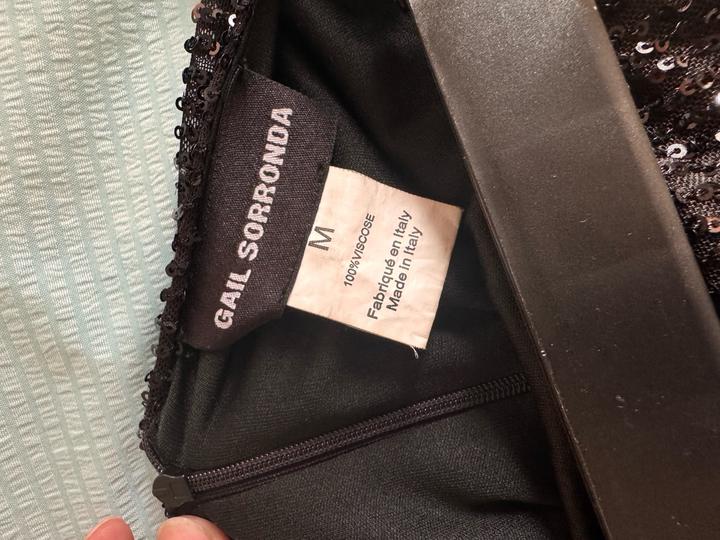 GAIL SORRONDA
M
100%VISCOSE
Fabriqué en Italy
Made in Italy